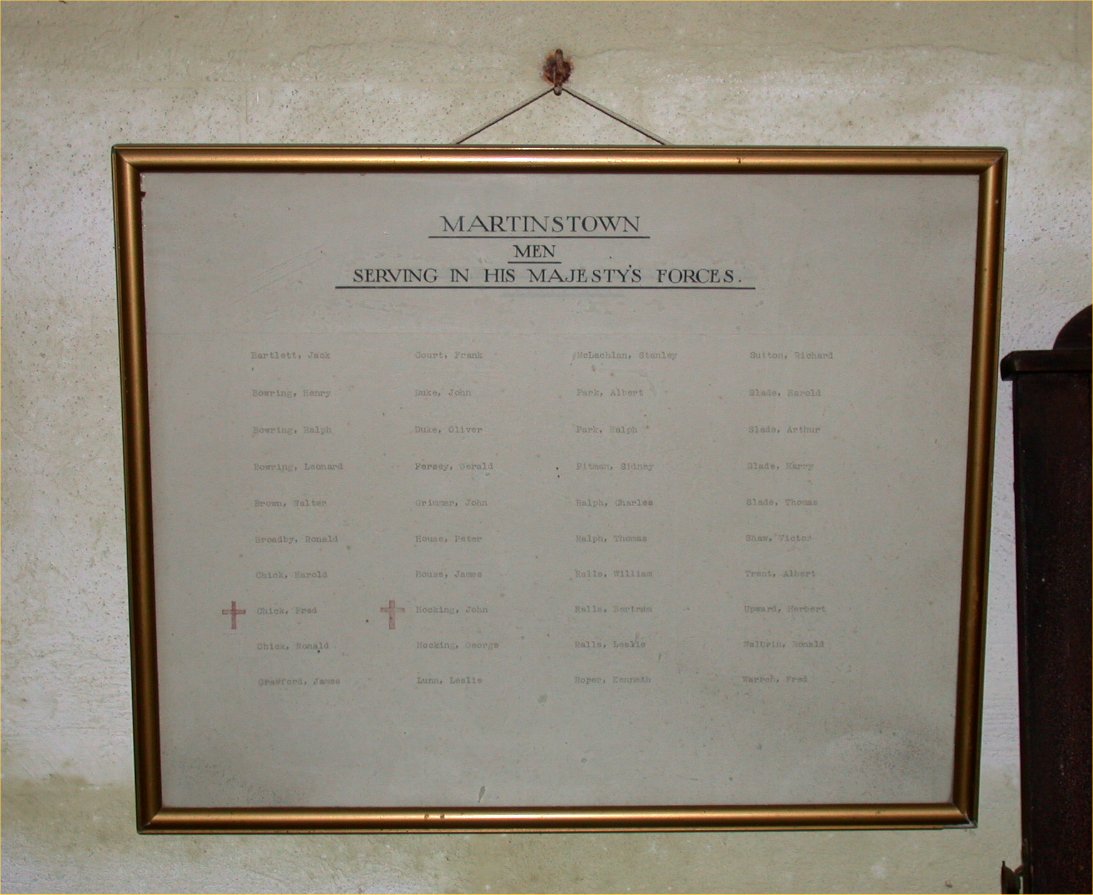 MARTINSTOWN
MEN
SERVING IN HIS MAJESTY'S FORCES.
Bartlett, Jack Court, Frank McLachlan, Stanley Sutton, Richard
Bowring, Henry Duke, John Park, Albert Slade, Harold
Bowring, Ralph Duke, Oliver Park, Ralph Slade, Arthur
Bowring, Leonard Gerald Pitman, Sidney Slade, Harry
Brown, Walter Grimmer, John Ralph, Charles Slade, Thomas
Broadby, Ronald House, Peter Ralph, Thomas Shaw, Victor
Chick, Harold House, James Ralls, William Trent, Albert
Chick, Fred Hocking, John Ralls, Bertram Upward, Herbert
Chick, Ronald Hocking, George Ralls, Leslie Ronald
Crawford, James Lunn, Leslie Roper, Kenneth Warren, Fred